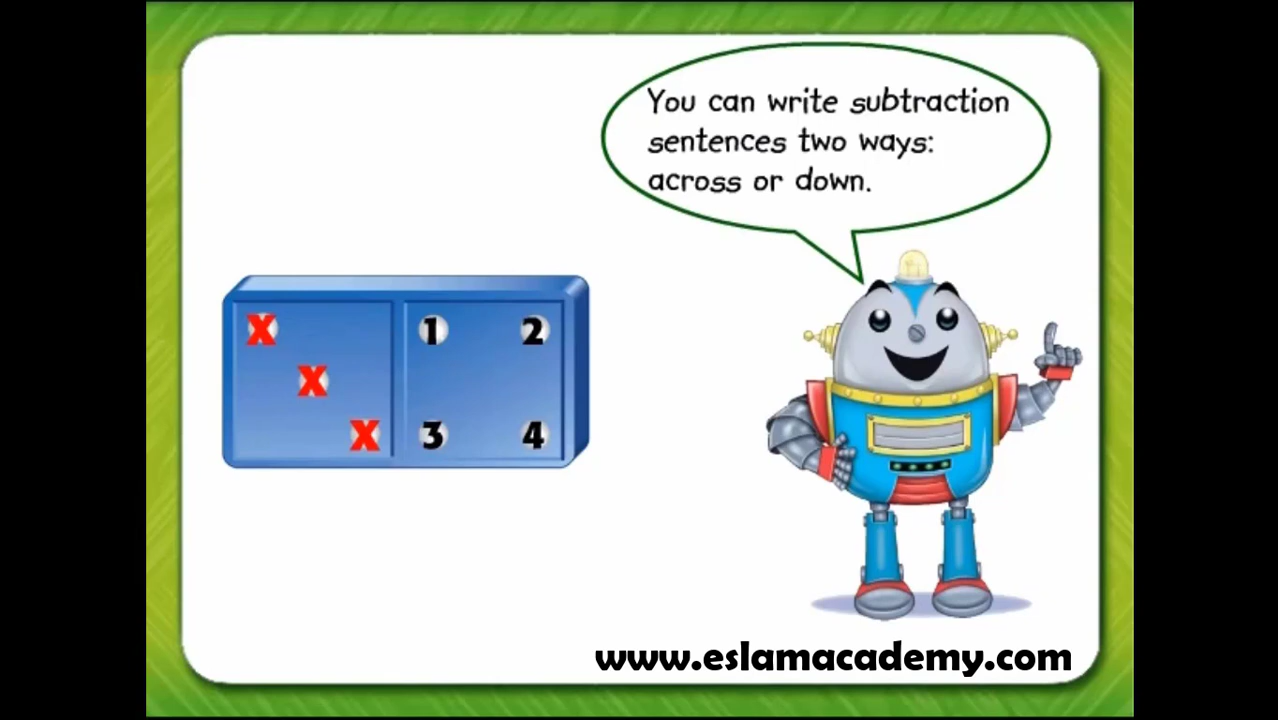 You can write subtraction
sentences two ways:
across or down.
X
1 2
X
X
3 4
www.eslamacademy.com